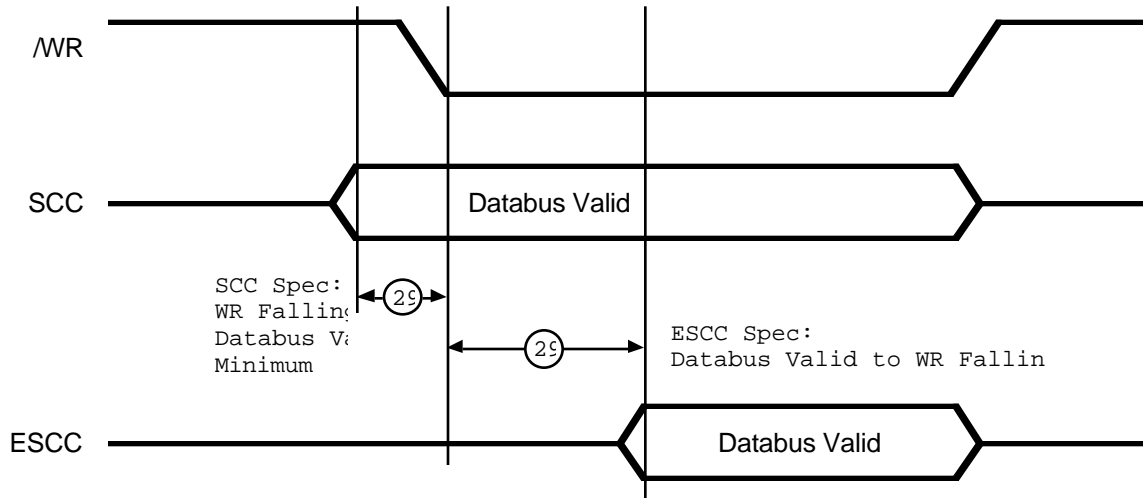 /WR
SCC
Databus Valid
SCC Spec:
WR Falling
Databus Va
Minimum
29
29
ESCC Spec:
Databus Valid to WR Fallin
ESCC
Databus Valid